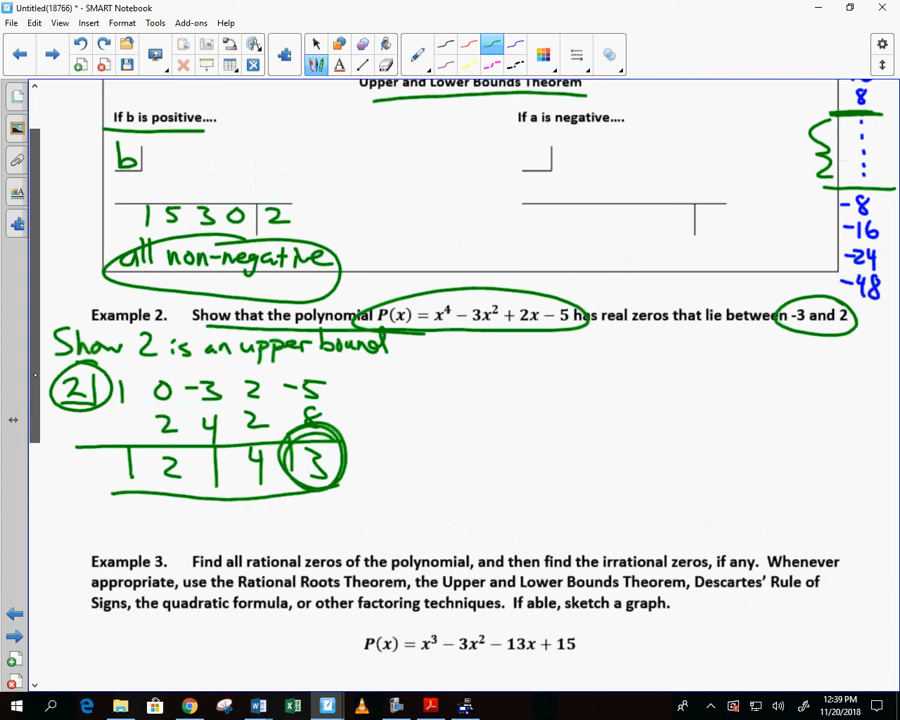 Untitled(18766) * - SMART Notebook
File Edit View Insert Format Tools Add-ons Help
Upper and Lower Bounds Theorem
8
If b is positive.... If a is negative....
b
1 5 3 0 2
all non-negative
-8
-16
-24
-48
Example 2. Show that the polynomial P(x) = x⁴ − 3x² + 2x − 5 has real zeros that lie between -3 and 2
Show 2 is an upper bound
2 1 0 -3 2 -5
2 4 2 8
1 2 1 4 3
Example 3. Find all rational zeros of the polynomial, and then find the irrational zeros, if any. Whenever
appropriate, use the Rational Roots Theorem, the Upper and Lower Bounds Theorem, Descartes' Rule of
Signs, the quadratic formula, or other factoring techniques. If able, sketch a graph.
P(x) = x³ − 3x² − 13x + 15
12:39 PM
11/20/2018